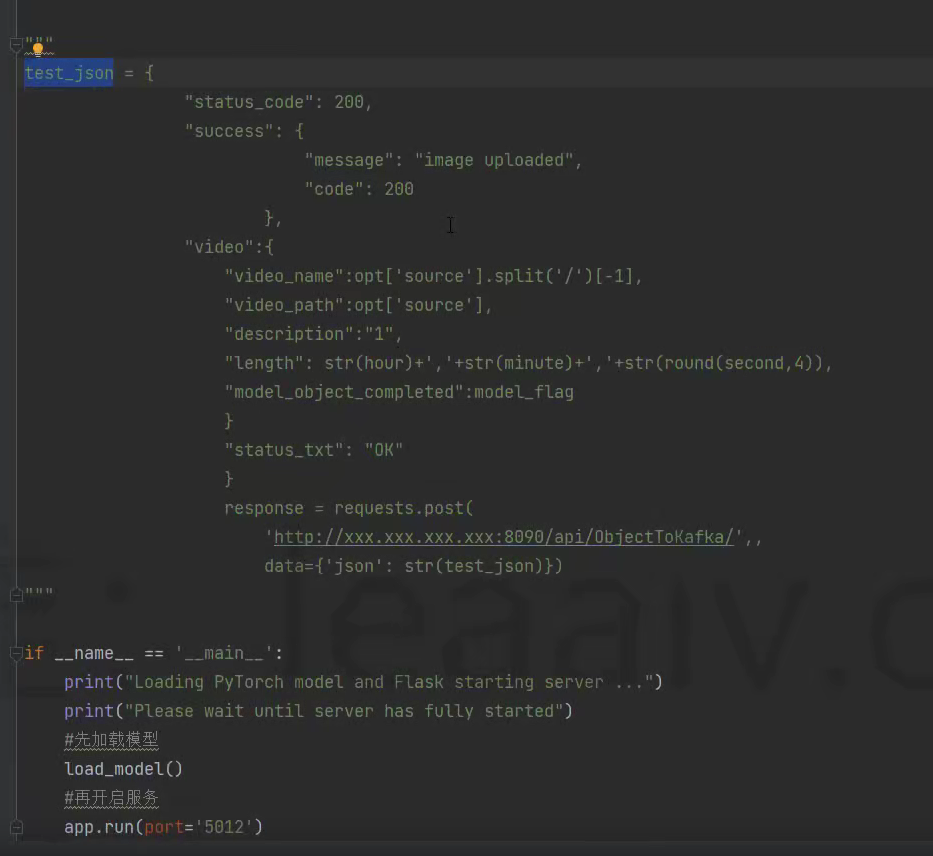 """
test_json = {
"status_code": 200,
"success": {
"message": "image uploaded",
"code": 200
},
"video":{
"video_name":opt['source'].split('/')[-1],
"video_path":opt['source'],
"description":"1",
"length": str(hour)+','+str(minute)+','+str(round(second,4)),
"model_object_completed":model_flag
}
"status_txt": "OK"
}
response = requests.post(
'http://xxx.xxx.xxx.xxx:8090/api/ObjectToKafka/',,
data={'json': str(test_json)})
"""
if __name__ == '__main__':
print("Loading PyTorch model and Flask starting server ...")
print("Please wait until server has fully started")
#先加载模型
load_model()
#再开启服务
app.run(port='5012')